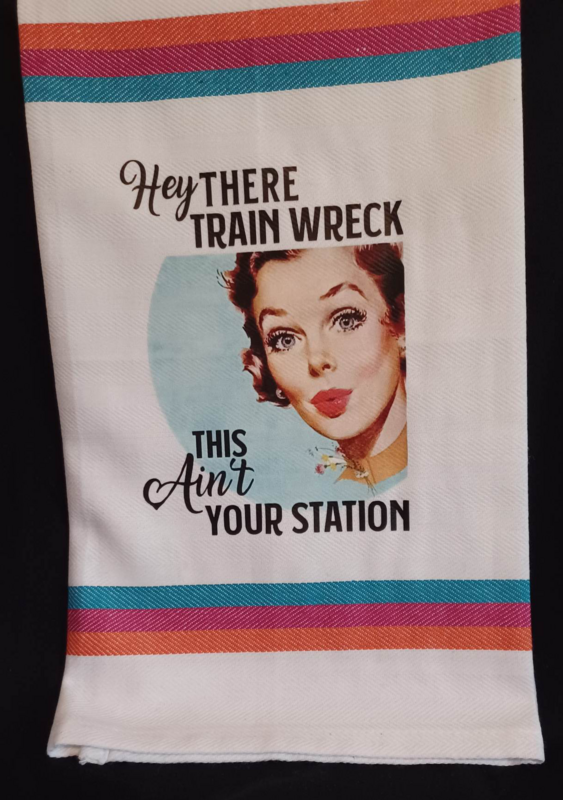 Hey THERE
TRAIN WRECK
THIS
Ain't
YOUR STATION